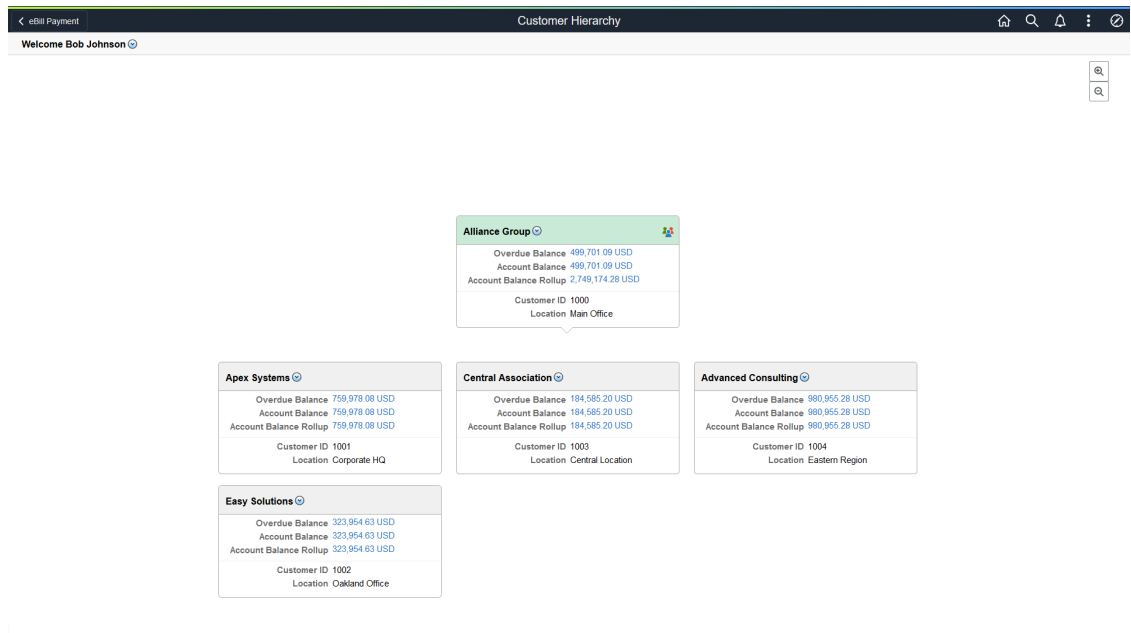 eBill Payment
Customer Hierarchy
Welcome Bob Johnson
Alliance Group
Overdue Balance 499,701.09 USD
Account Balance 499,701.09 USD
Account Balance Rollup 2,749,174.28 USD
Customer ID 1000
Location Main Office
Apex Systems
Overdue Balance 759,978.08 USD
Account Balance 759,978.08 USD
Account Balance Rollup 759,978.08 USD
Customer ID 1001
Location Corporate HQ
Central Association
Overdue Balance 184,585.20 USD
Account Balance 184,585.20 USD
Account Balance Rollup 184,585.20 USD
Customer ID 1003
Location Central Location
Advanced Consulting
Overdue Balance 980,955.28 USD
Account Balance 980,955.28 USD
Account Balance Rollup 980,955.28 USD
Customer ID 1004
Location Eastern Region
Easy Solutions
Overdue Balance 323,954.63 USD
Account Balance 323,954.63 USD
Account Balance Rollup 323,954.63 USD
Customer ID 1002
Location Oakland Office